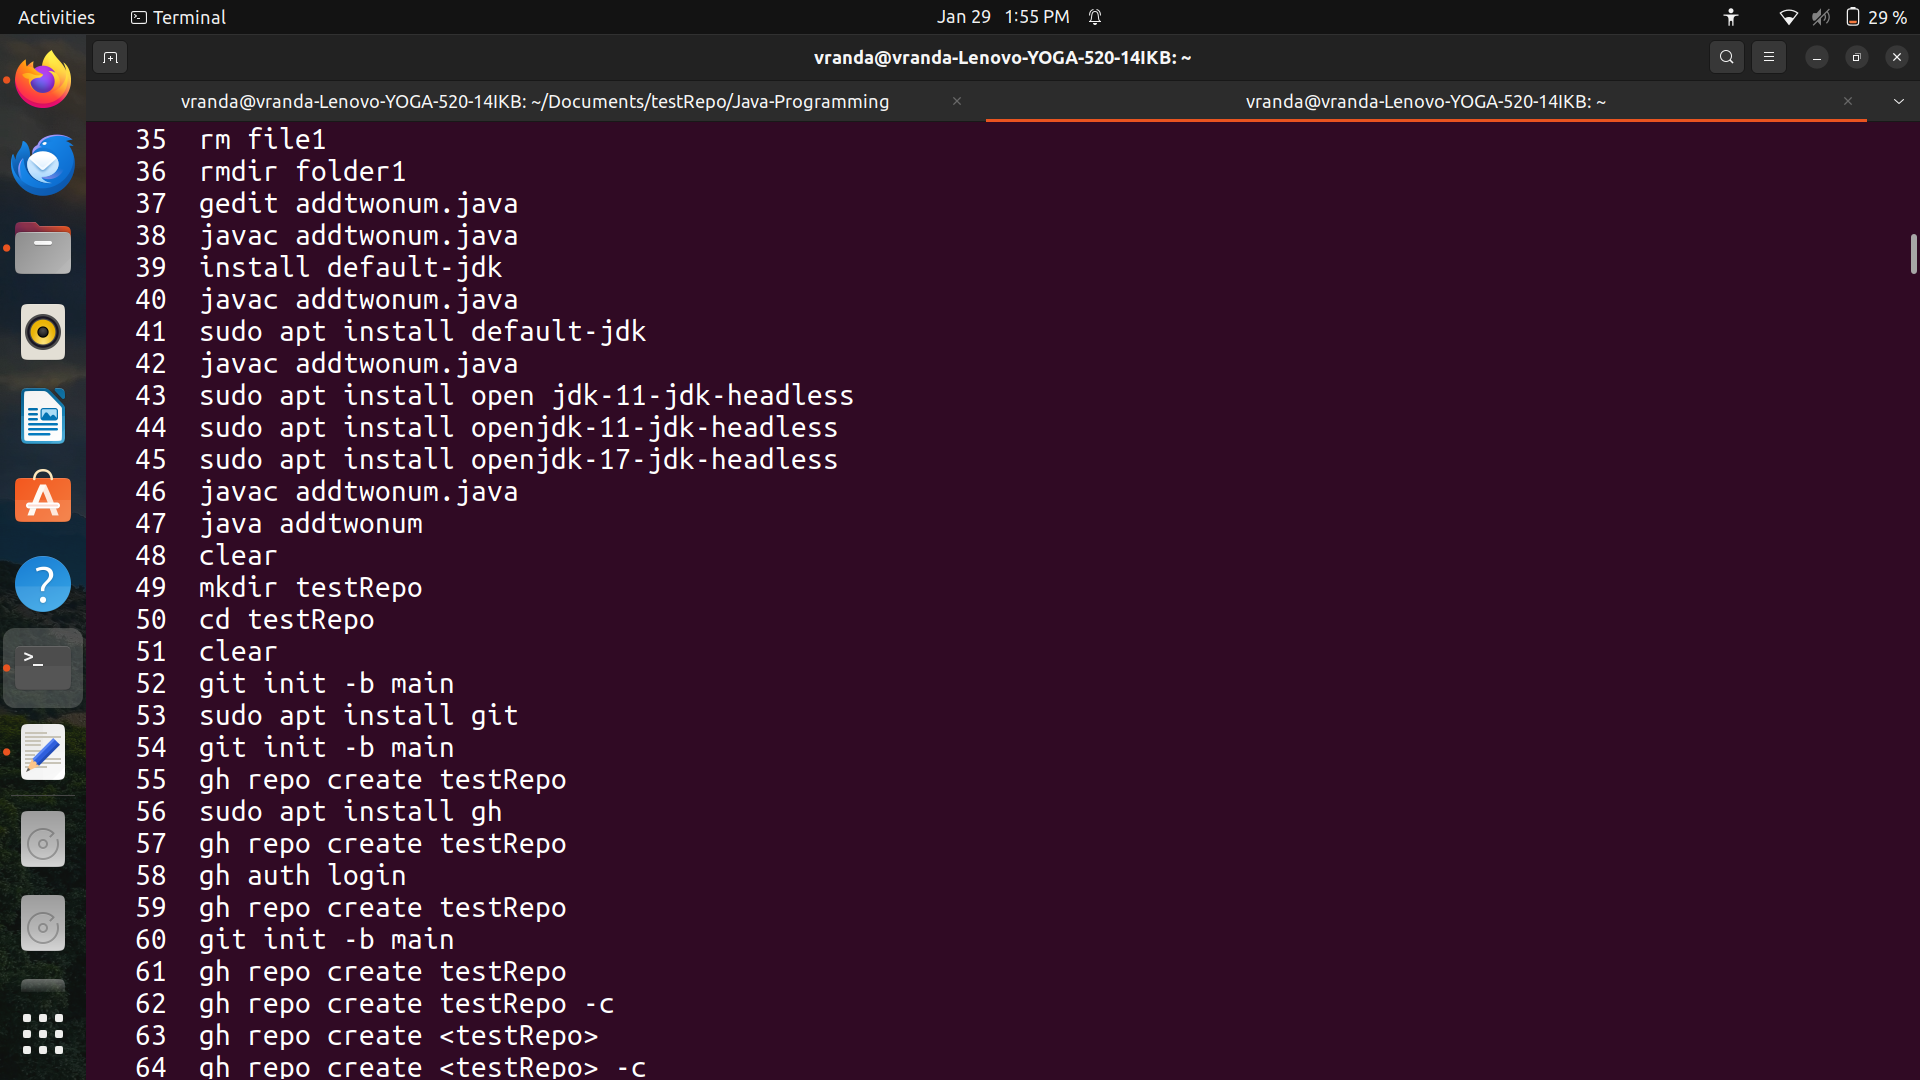 Activities
Terminal
Jan 29 1:55 PM
29 %
vranda@vranda-Lenovo-YOGA-520-14IKB: ~
vranda@vranda-Lenovo-YOGA-520-14IKB: ~/Documents/testRepo/Java-Programming
vranda@vranda-Lenovo-YOGA-520-14IKB: ~
35 rm file1
36 rmdir folder1
37 gedit addtwonum.java
38 javac addtwonum.java
39 install default-jdk
40 javac addtwonum.java
41 sudo apt install default-jdk
42 javac addtwonum.java
43 sudo apt install open jdk-11-jdk-headless
44 sudo apt install openjdk-11-jdk-headless
45 sudo apt install openjdk-17-jdk-headless
46 javac addtwonum.java
47 java addtwonum
48 clear
49 mkdir testRepo
50 cd testRepo
51 clear
52 git init -b main
53 sudo apt install git
54 git init -b main
55 gh repo create testRepo
56 sudo apt install gh
57 gh repo create testRepo
58 gh auth login
59 gh repo create testRepo
60 git init -b main
61 gh repo create testRepo
62 gh repo create testRepo -c
63 gh repo create <testRepo>
64 gh repo create <testRepo> -c